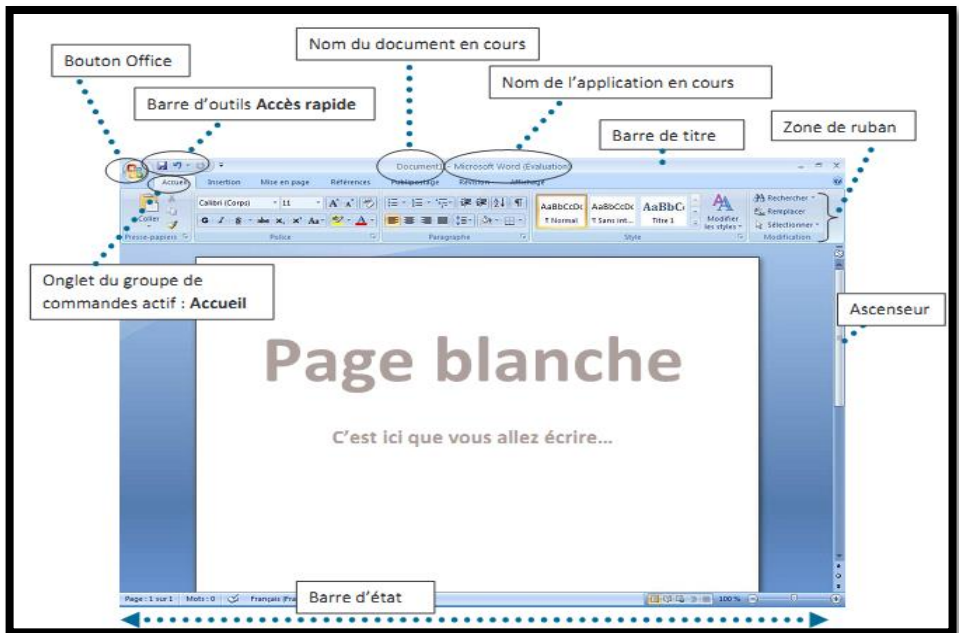 Nom du document en cours
Bouton Office
Nom de l'application en cours
Barre d'outils Accès rapide
Barre de titre
Zone de ruban
Document1 - Microsoft Word (Évaluation)
Accueil Insertion Mise en page Références Publipostage Révision Affichage
Calibri (Corps) 11
AaBbCcDc AaBbCcDc AaBbCc
Rechercher
Remplacer
Coller
G I S abc x, x' Aa
¶ Normal ¶ Sans int... Titre 1
Modifier
les styles
Sélectionner
Presse-papiers Police Paragraphe Style Modification
Onglet du groupe de
commandes actif : Accueil
Ascenseur
Page blanche
C'est ici que vous allez écrire...
Page : 1 sur 1 Mots : 0 Français (Fra
Barre d'état
100 %